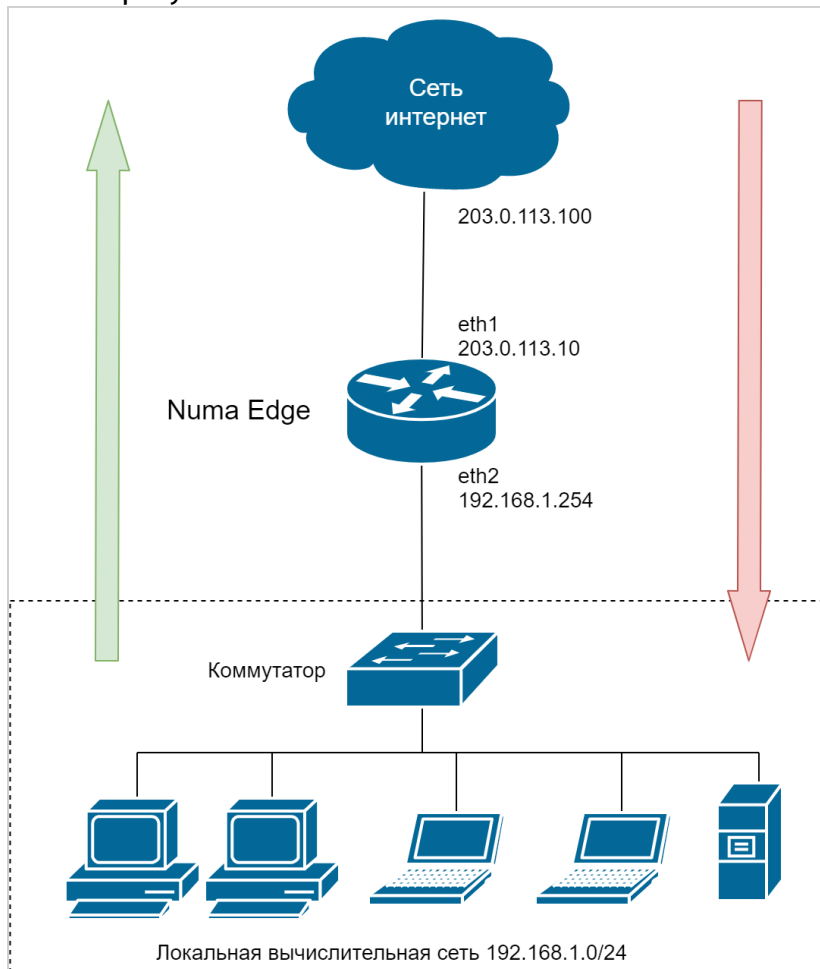 Сеть
интернет
203.0.113.100
eth1
203.0.113.10
Numa Edge
eth2
192.168.1.254
Коммутатор
Локальная вычислительная сеть 192.168.1.0/24